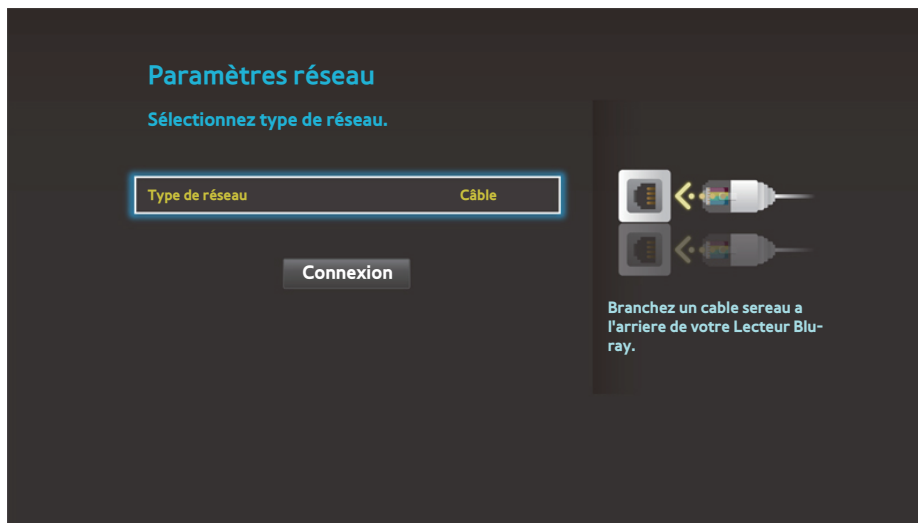 Paramètres réseau
Sélectionnez type de réseau.
Type de réseau Câble
Connexion
Branchez un cable sereau a
l'arriere de votre Lecteur Blu-
ray.